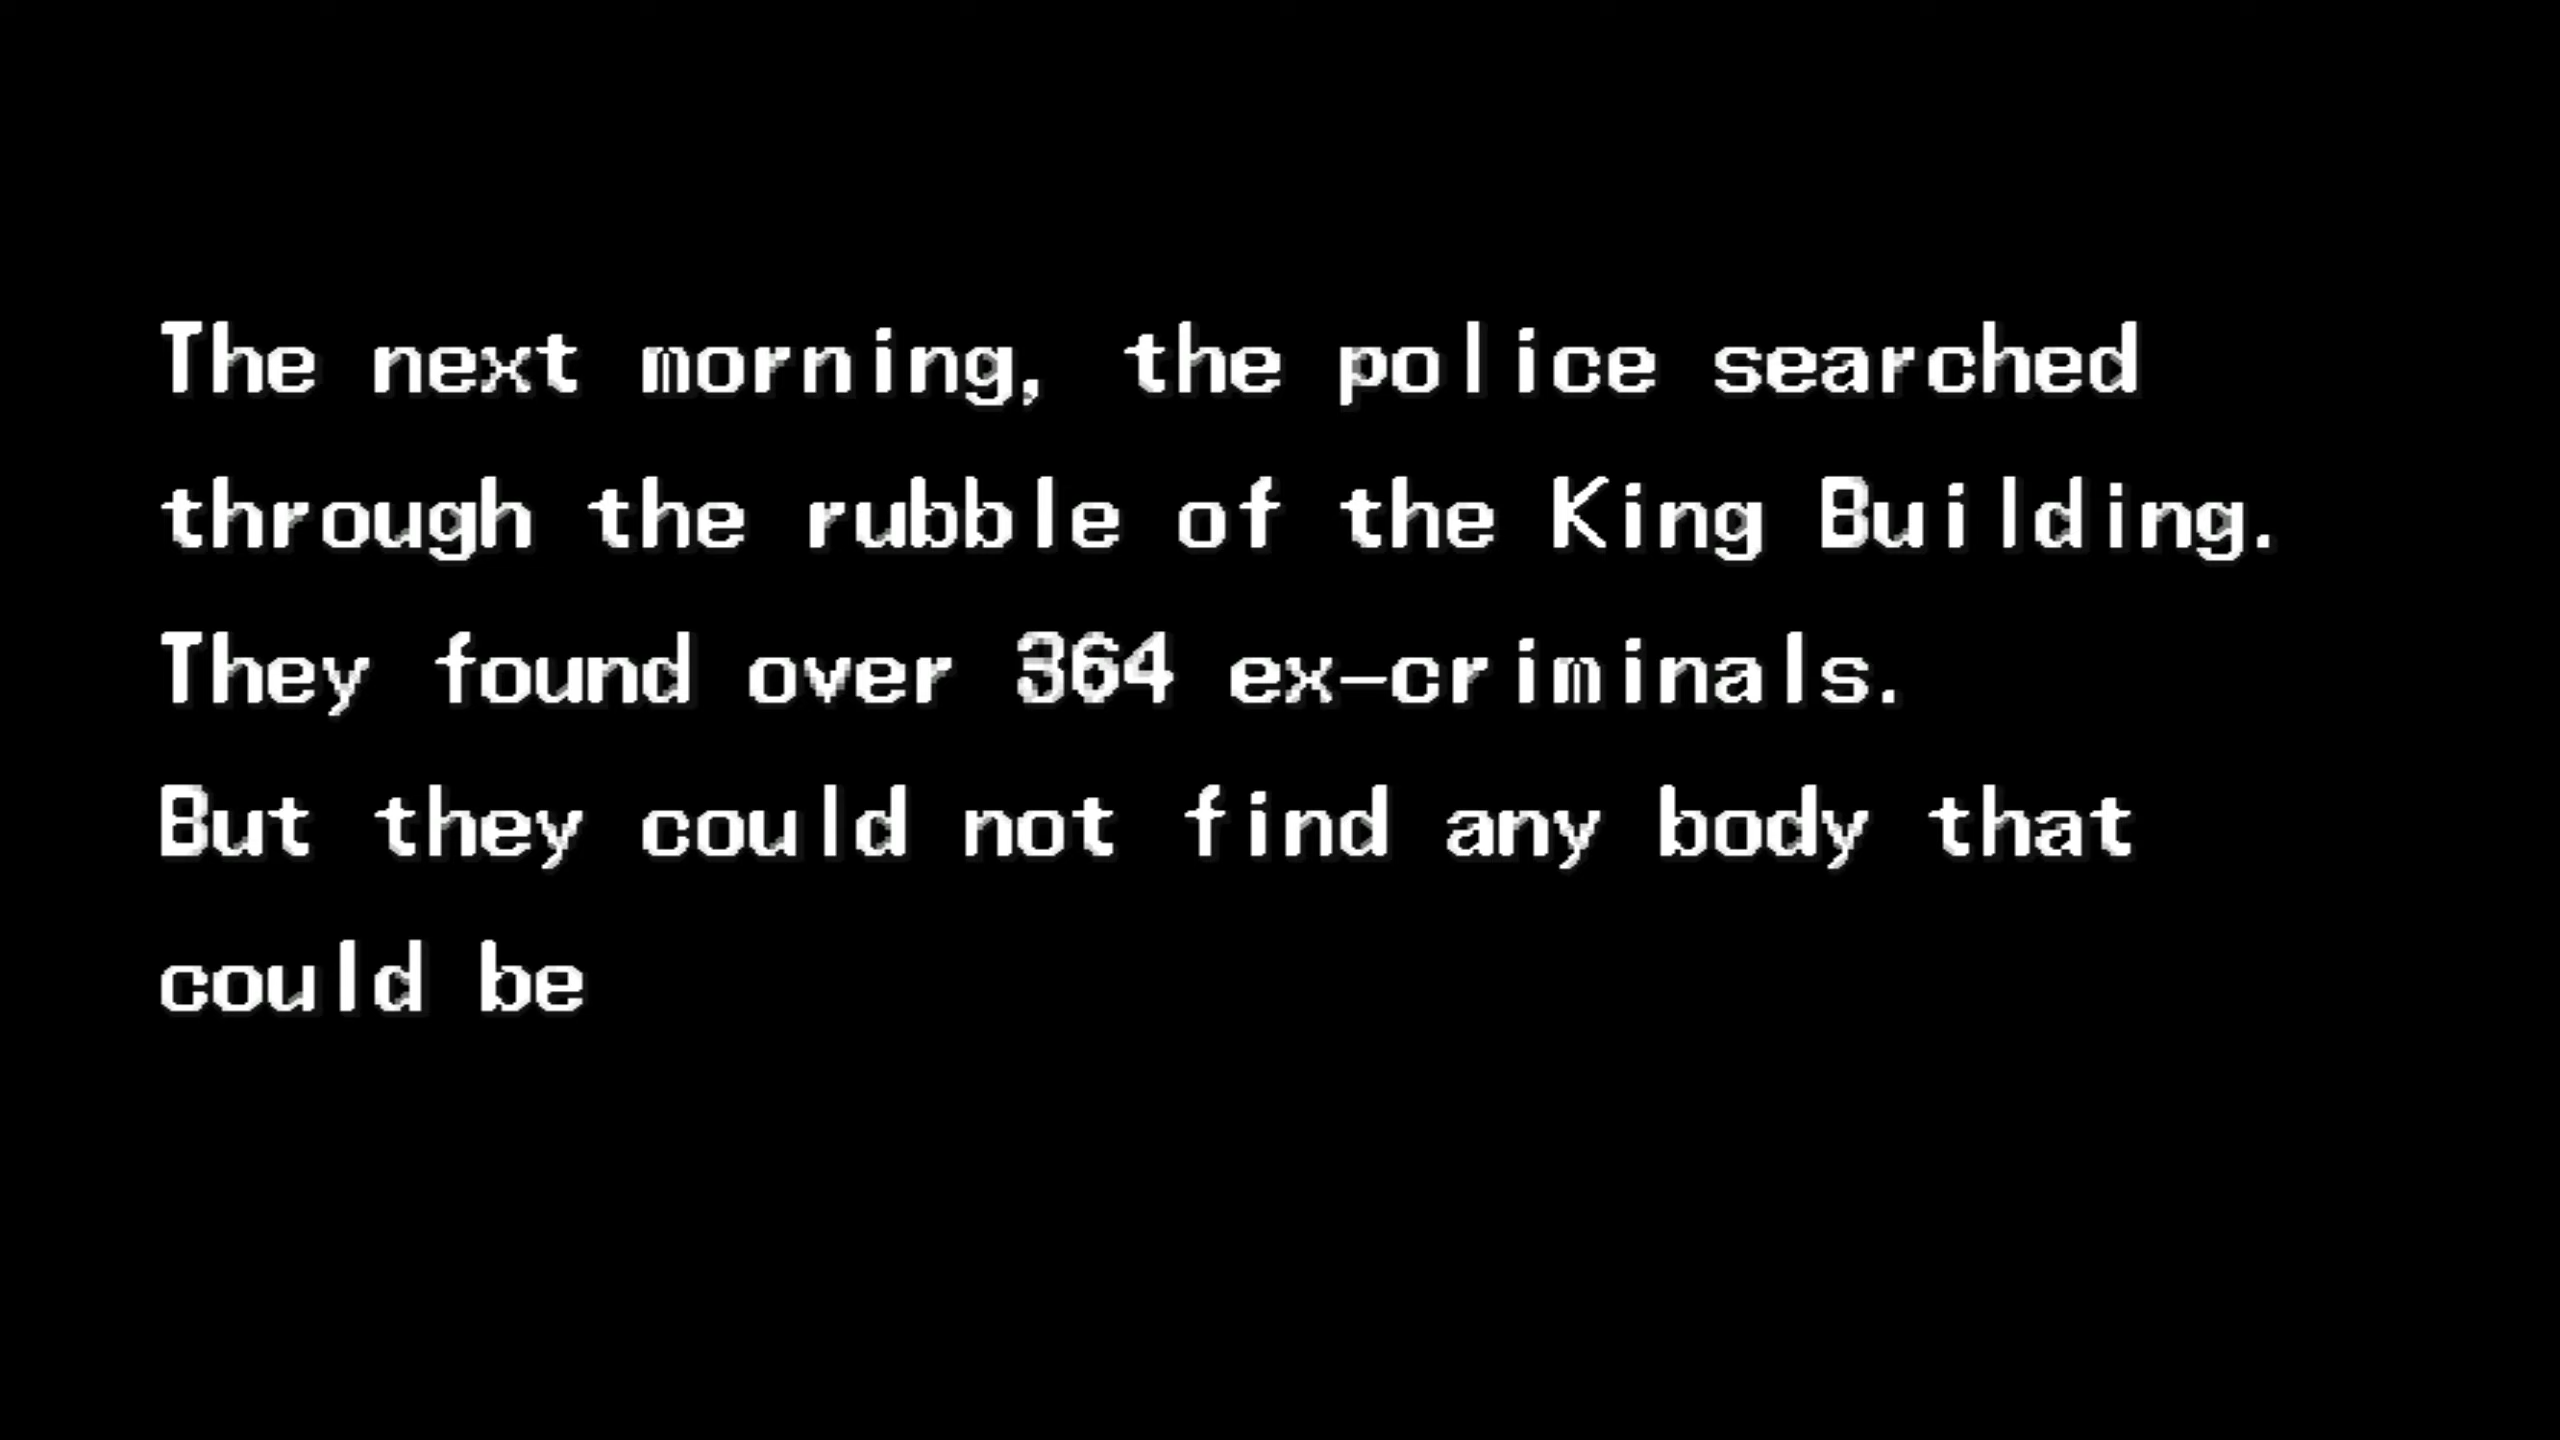 The next morning, the police searched
through the rubble of the King Building.
They found over 364 ex-criminals.
But they could not find any body that
could be